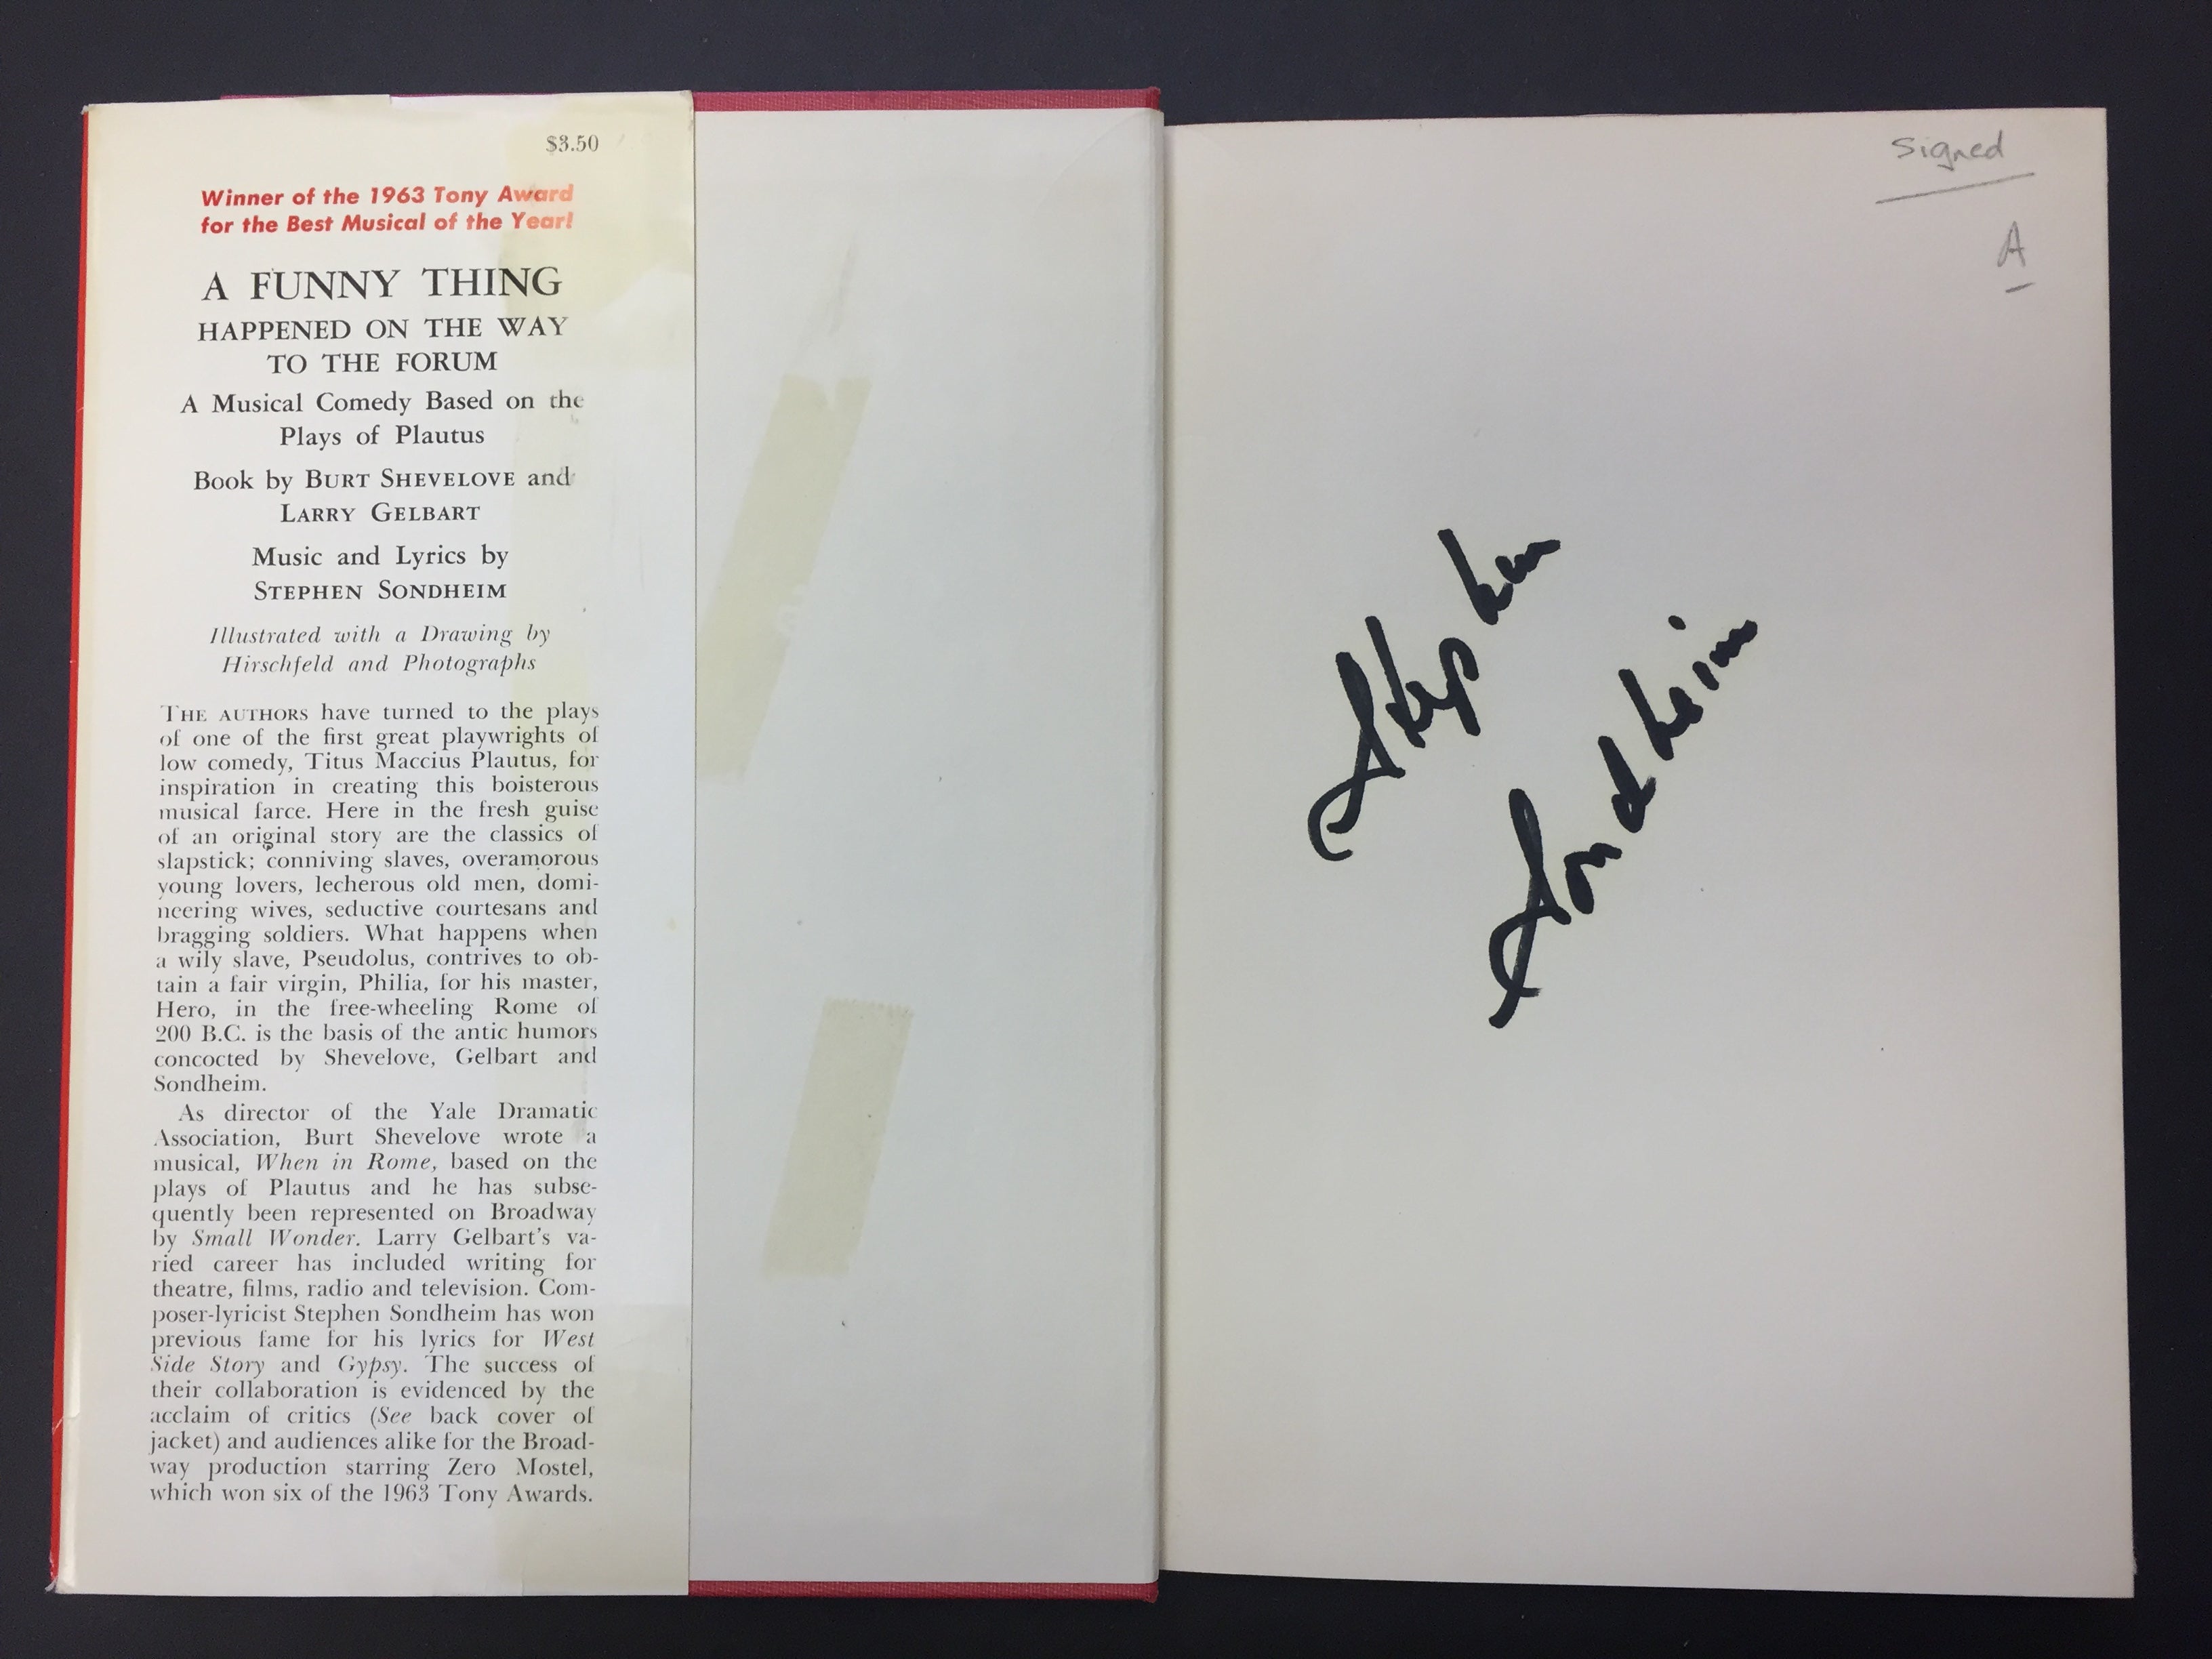 $3.50
Winner of the 1963 Tony Award
for the Best Musical of the Year!
A FUNNY THING
HAPPENED ON THE WAY
TO THE FORUM
A Musical Comedy Based on the
Plays of Plautus
Book by BURT SHEVELOVE and
LARRY GELBART
Music and Lyrics by
STEPHEN SONDHEIM
Illustrated with a Drawing by
Hirschfeld and Photographs
THE AUTHORS have turned to the plays
of one of the first great playwrights of
low comedy, Titus Maccius Plautus, for
inspiration in creating this boisterous
musical farce. Here in the fresh guise
of an original story are the classics of
slapstick; conniving slaves, overamorous
young lovers, lecherous old men, domi-
neering wives, seductive courtesans and
bragging soldiers. What happens when
a wily slave, Pseudolus, contrives to ob-
tain a fair virgin, Philia, for his master,
Hero, in the free-wheeling Rome of
200 B.C. is the basis of the antic humors
concocted by Shevelove, Gelbart and
Sondheim.
As director of the Yale Dramatic
Association, Burt Shevelove wrote a
musical, When in Rome, based on the
plays of Plautus and he has subse-
quently been represented on Broadway
by Small Wonder. Larry Gelbart's va-
ried career has included writing for
theatre, films, radio and television. Com-
poser-lyricist Stephen Sondheim has won
previous fame for his lyrics for West
Side Story and Gypsy. The success of
their collaboration is evidenced by the
acclaim of critics (See back cover of
jacket) and audiences alike for the Broad-
way production starring Zero Mostel,
which won six of the 1963 Tony Awards.
Signed
A
Stephen
Sondheim